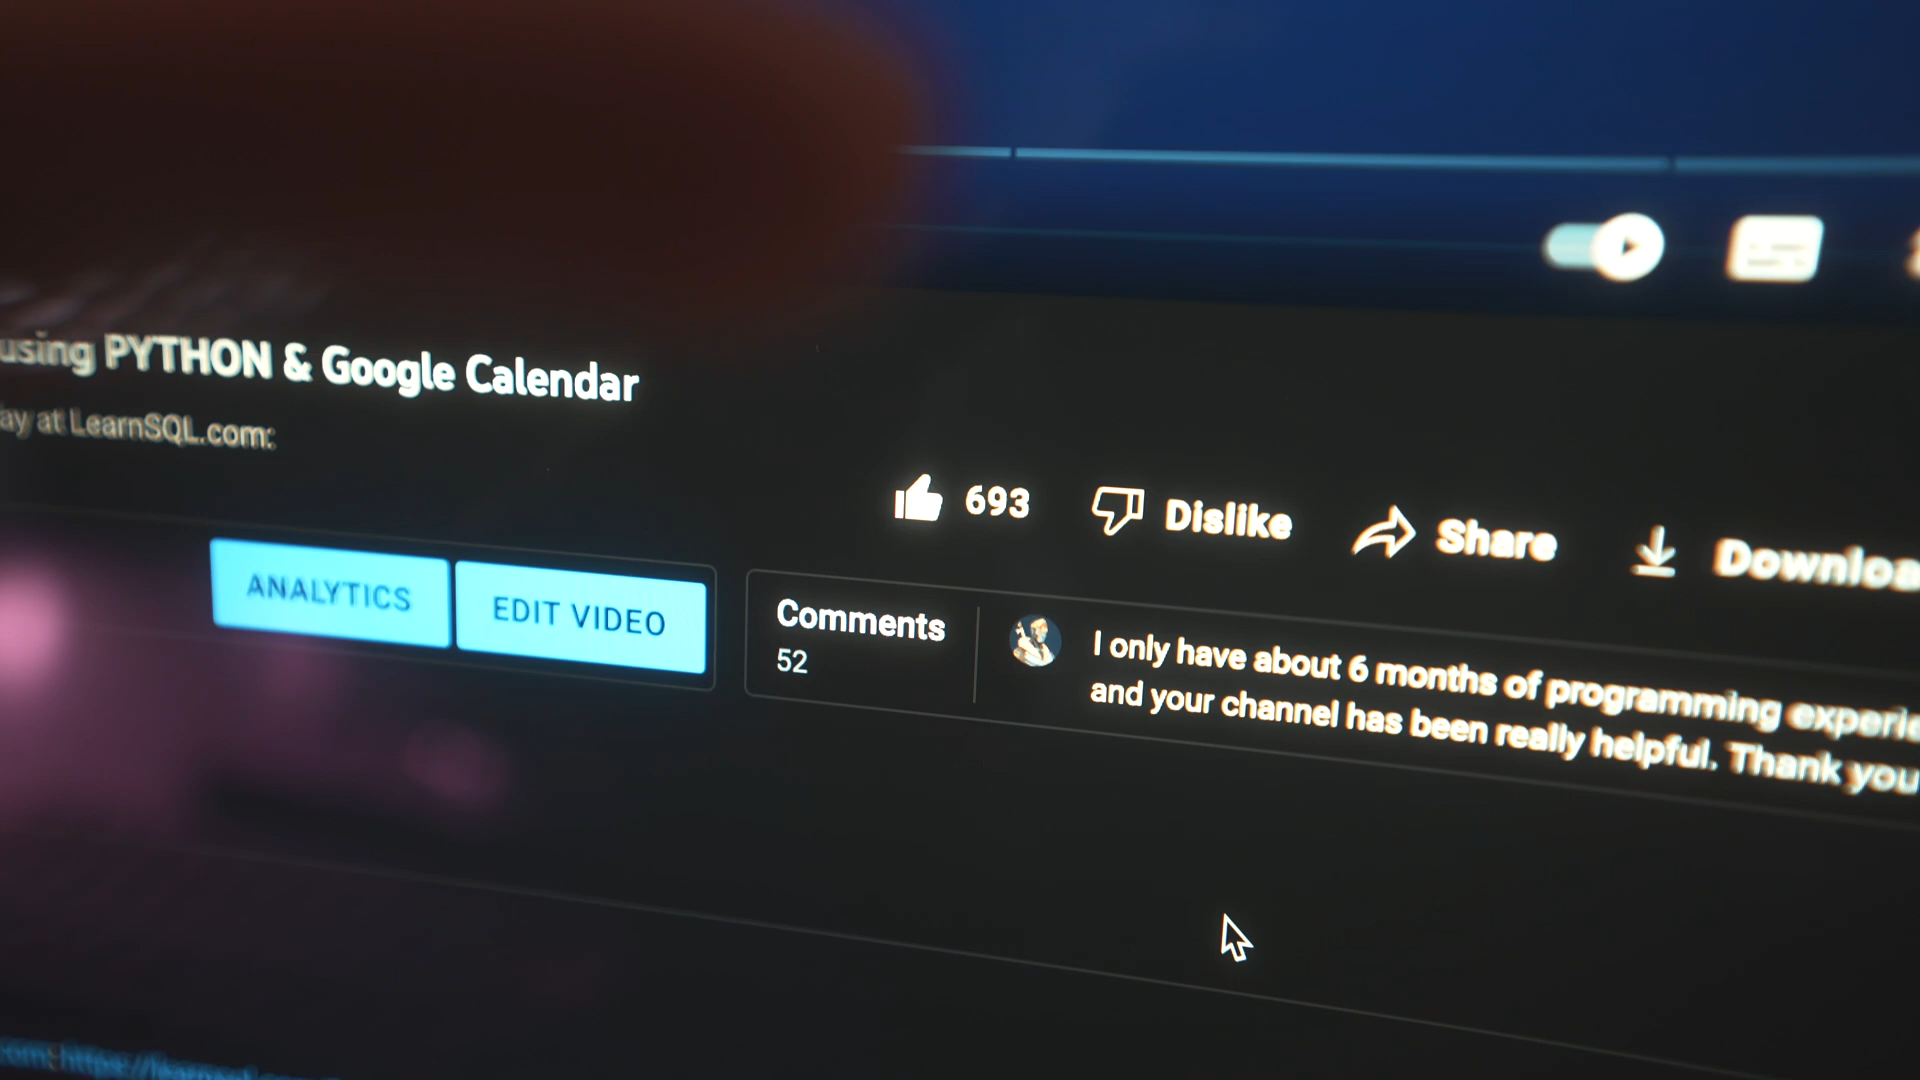 using PYTHON & Google Calendar
at LearnSQL.com:
693
Dislike
Share
ANALYTICS
EDIT VIDEO
Comments
52
I only have about 6 months of programming
and your channel has been really helpful. Thank you